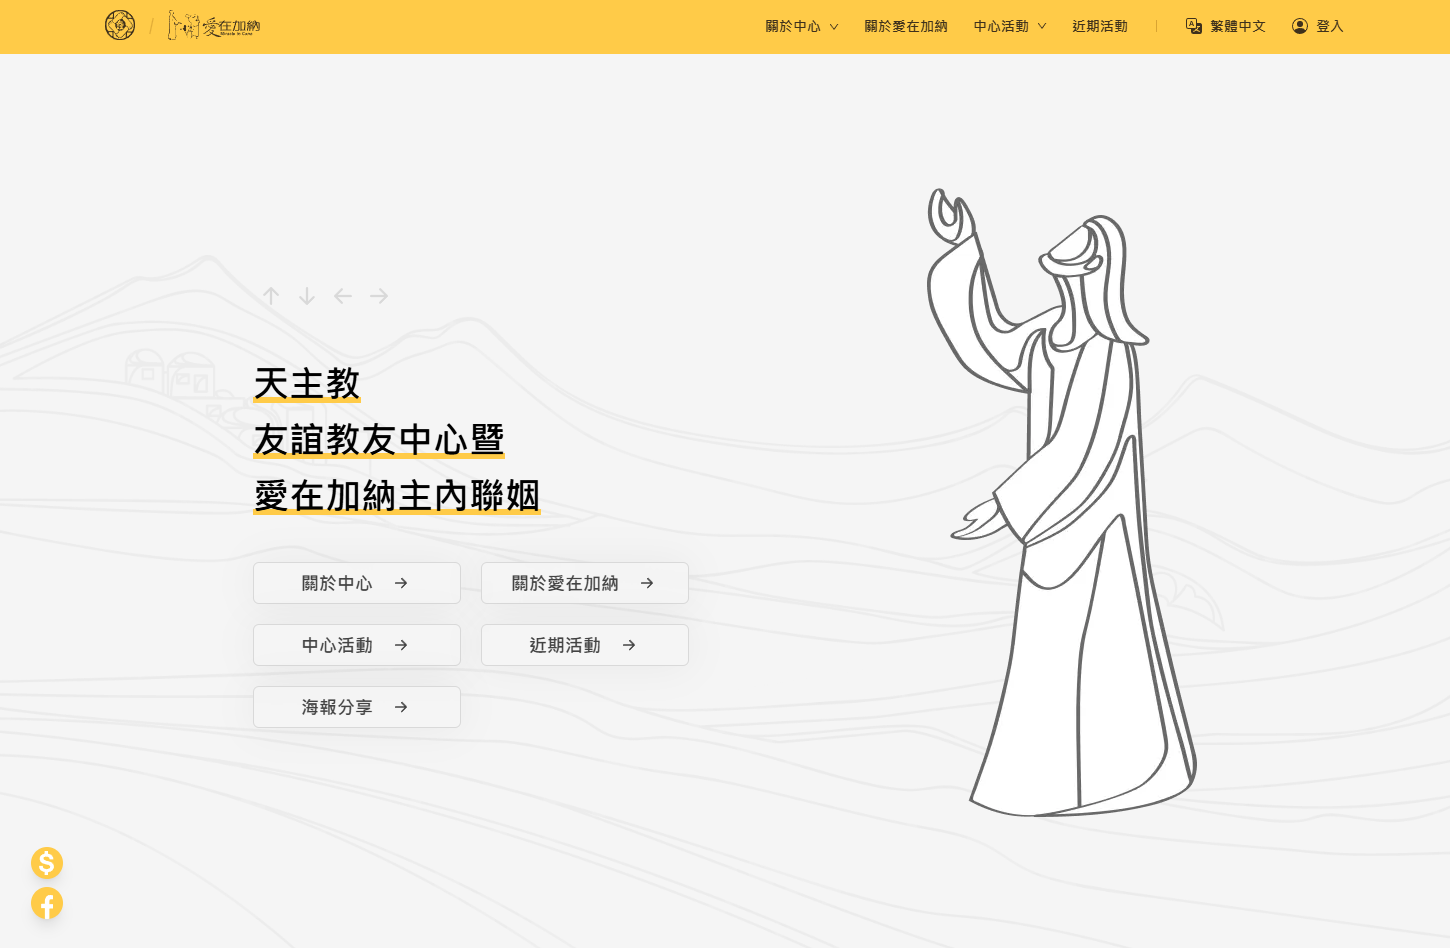 愛在加納
Miracle in Cana
關於中心
關於愛在加納
中心活動
近期活動
繁體中文
登入
天主教
友誼教友中心暨
愛在加納主內聯姻
關於中心
關於愛在加納
中心活動
近期活動
海報分享